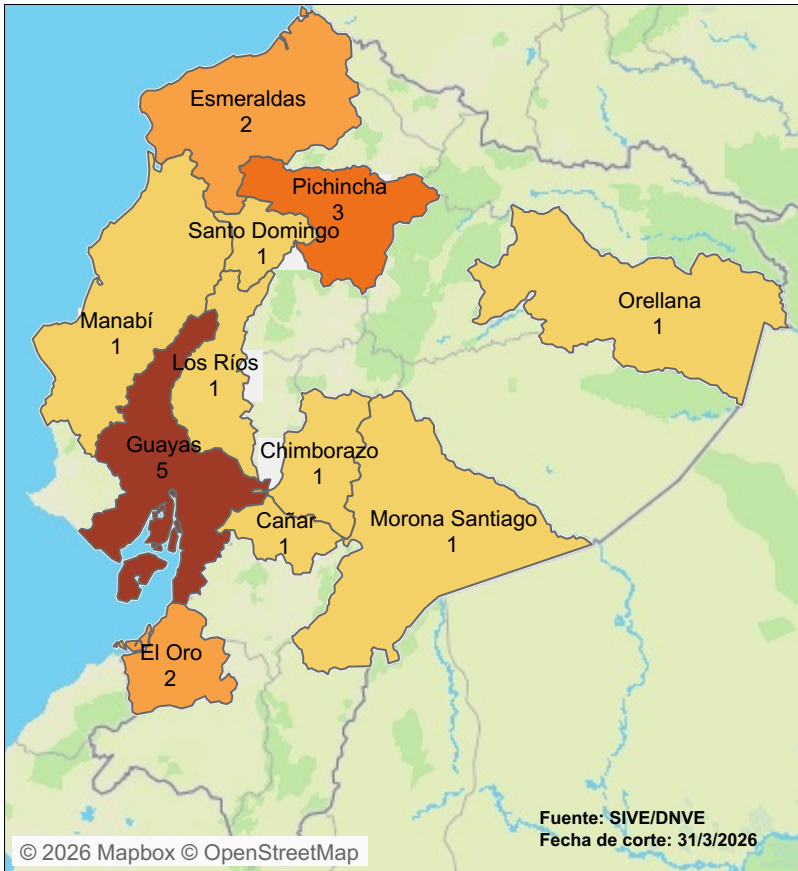 Esmeraldas
2
Pichincha
3
Santo Domingo
1
Orellana
1
Manabí
1
Los Ríos
1
Guayas
5
Chimborazo
1
Cañar
1
Morona Santiago
1
El Oro
2
Fuente: SIVE/DNVE
Fecha de corte: 31/3/2026
© 2026 Mapbox © OpenStreetMap